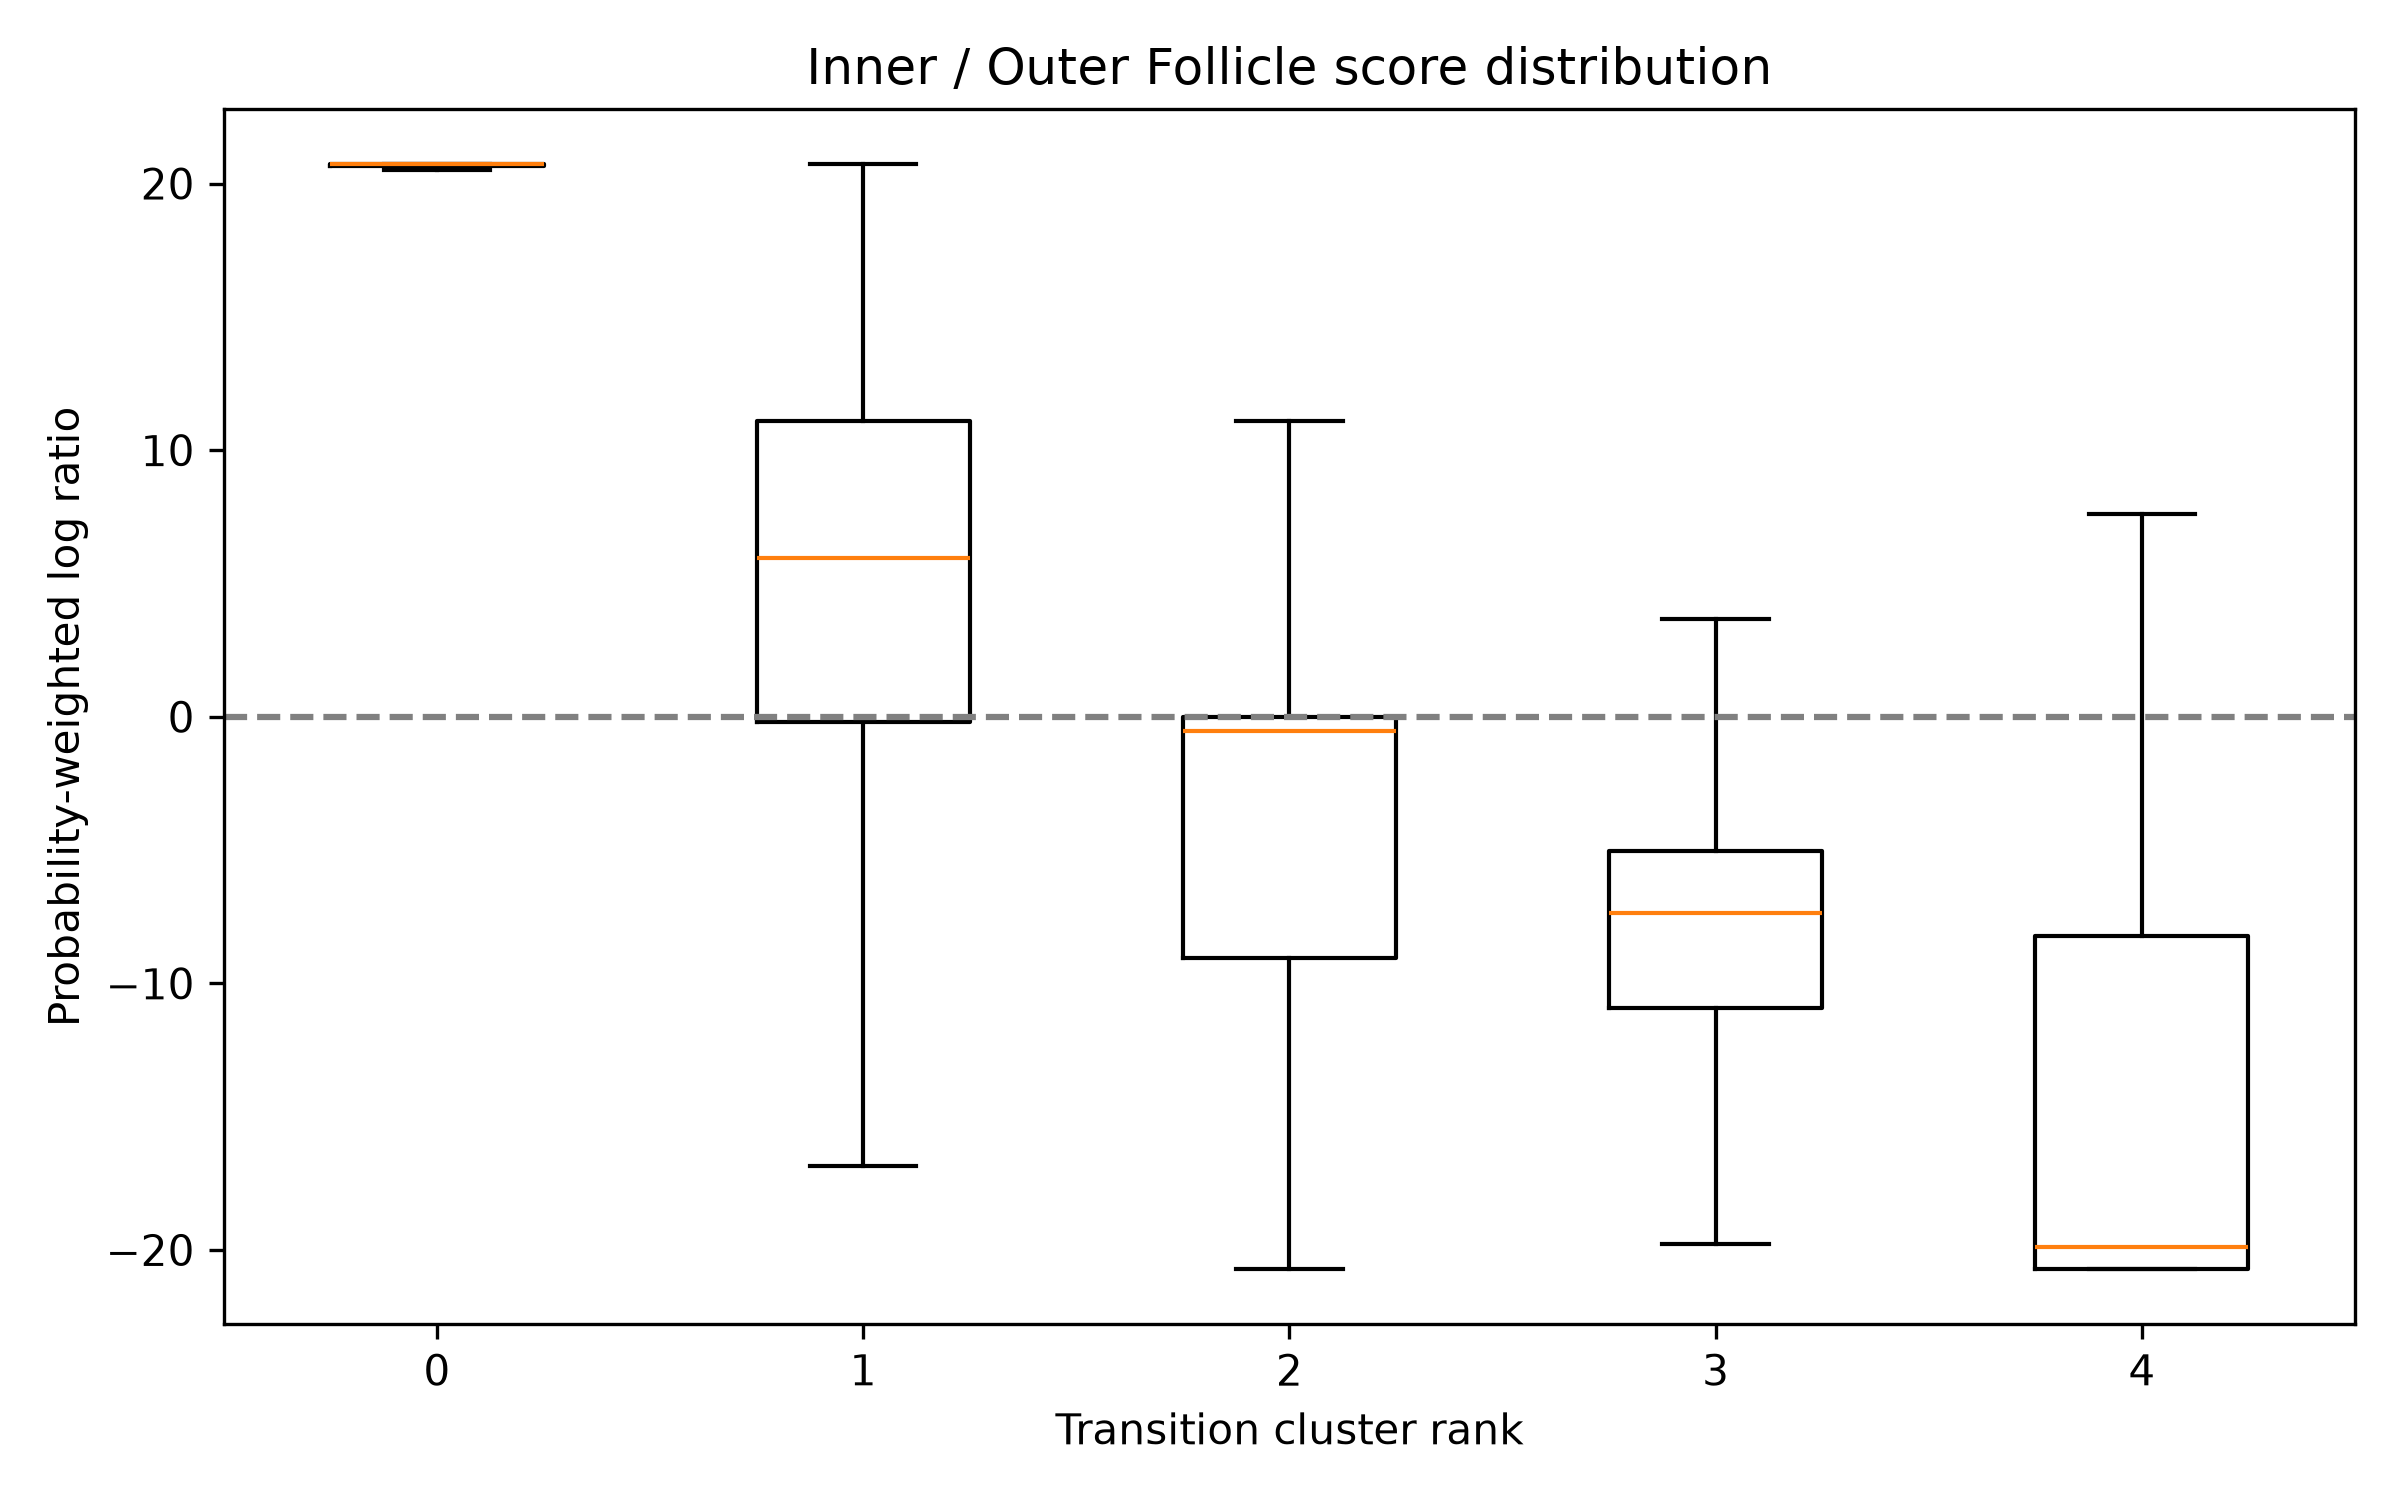 Inner / Outer Follicle score distribution
Probability-weighted log ratio
20
10
0
−10
−20
0 1 2 3 4
Transition cluster rank